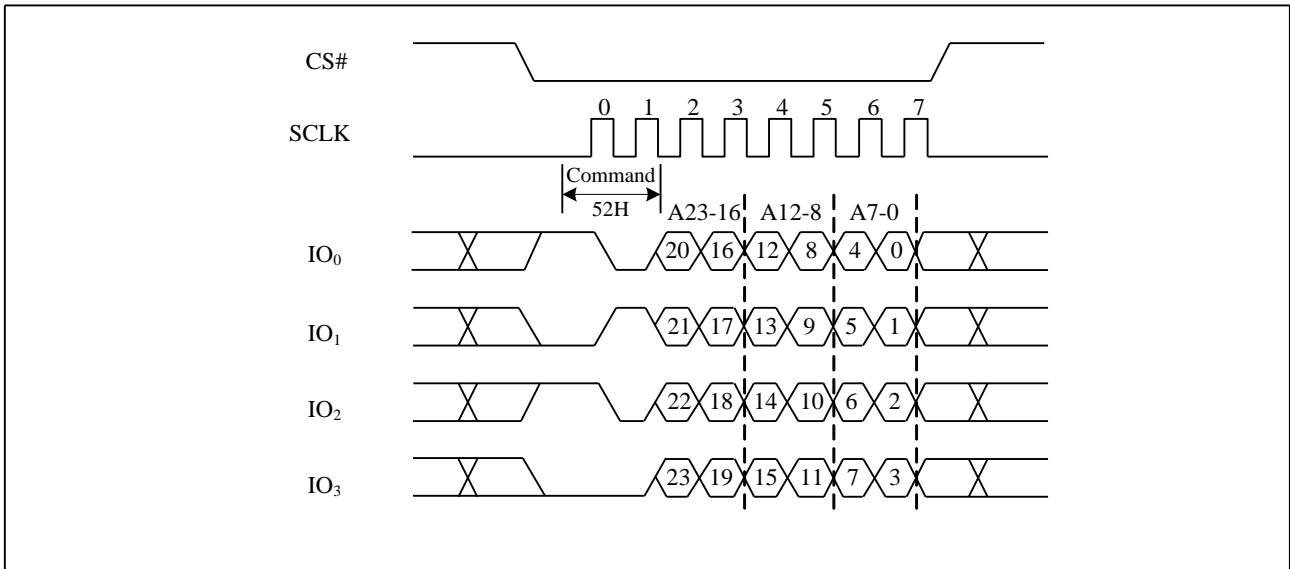 CS#
0 1 2 3 4 5 6 7
SCLK
Command
52H
A23-16 A12-8 A7-0
IO0 20 16 12 8 4 0
IO1 21 17 13 9 5 1
IO2 22 18 14 10 6 2
IO3 23 19 15 11 7 3